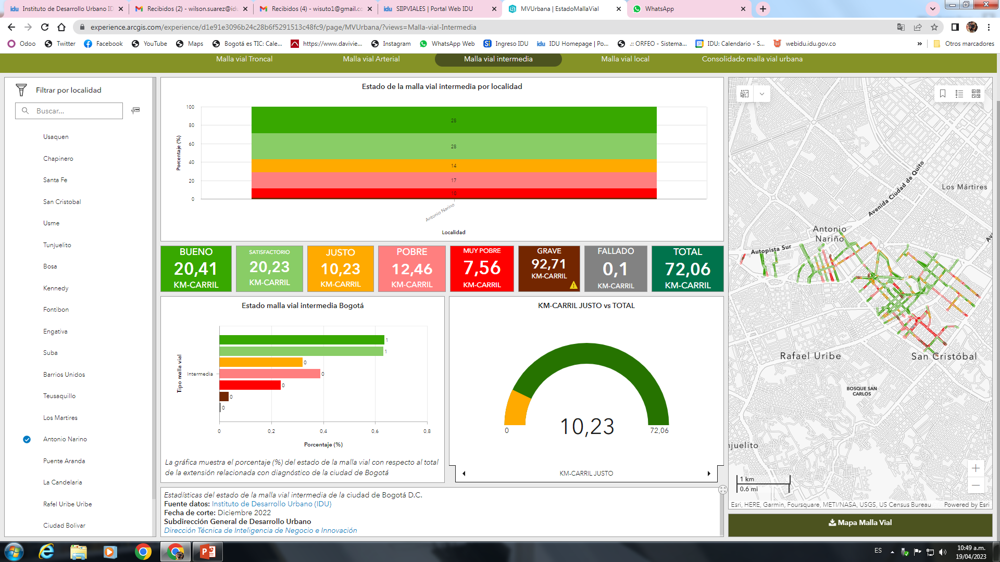 Instituto de Desarrollo Urbano ID
Recibidos (2) - wilson.suarez@idu
Recibidos (4) - wisuto1@gmail.co
SIIPVIALES | Portal Web IDU
MVUrbana | EstadoMallaVial
WhatsApp
experience.arcgis.com/experience/d1e91e3096b24c28b6f5291513c48fc9/page/MVUrbana/?views=Malla-vial-Intermedia
Odoo
Twitter
Facebook
YouTube
Maps
Bogotá es TIC: Cale...
https://www.davivie...
Instagram
WhatsApp Web
Ingreso IDU
IDU Homepage | Po...
.:: ORFEO - Sistema...
IDU: Calendario - S...
webidu.idu.gov.co
»
Otros marcadores
Malla vial Troncal
Malla vial Arterial
Malla vial intermedia
Malla vial local
Consolidado malla vial urbana
Filtrar por localidad
Buscar...
Usaquen
Chapinero
Santa Fe
San Cristobal
Usme
Tunjuelito
Bosa
Kennedy
Fontibon
Engativa
Suba
Barrios Unidos
Teusaquillo
Los Martires
Antonio Narino
Puente Aranda
La Candelaria
Rafel Uribe Uribe
Ciudad Bolivar
Estado de la malla vial intermedia por localidad
Porcentaje (%)
100
80
60
40
20
0
28
28
14
17
10
Antonio Narino
Localidad
BUENO
20,41
KM-CARRIL
SATISFACTORIO
20,23
KM-CARRIL
JUSTO
10,23
KM-CARRIL
POBRE
12,46
KM-CARRIL
MUY POBRE
7,56
KM-CARRIL
GRAVE
92,71
KM-CARRIL
FALLADO
0,1
KM-CARRIL
TOTAL
72,06
KM-CARRIL
Estado malla vial intermedia Bogotá
Tipo malla vial
Intermedia
1
1
0
0
0
0
0
0
0,2
0,4
0,6
0,8
Porcentaje (%)
La gráfica muestra el porcentaje (%) del estado de la malla vial con respecto al total
de la extensión relacionada con diagnóstico de la ciudad de Bogotá
KM-CARRIL JUSTO vs TOTAL
10,23
0
72,06
KM-CARRIL JUSTO
Estadísticas del estado de la malla vial intermedia de la ciudad de Bogotá D.C.
Fuente datos: Instituto de Desarrollo Urbano (IDU)
Fecha de corte: Diciembre 2022
Subdirección General de Desarrollo Urbano
Dirección Técnica de Inteligencia de Negocio e Innovación
Avenida Ciudad de Quito
Los Mártires
Antonio
Nariño
Autopista Sur
Av
Rafael Uribe
San Cristóbal
BOSQUE SAN
CARLOS
njuelito
1 km
0.6 mi
Esri, HERE, Garmin, Foursquare, METI/NASA, USGS, US Census Bureau
Powered by Esri
Mapa Malla Vial
ES
10:49 a.m.
19/04/2023